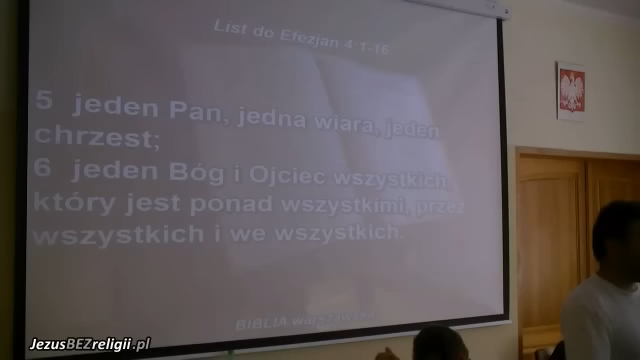 List do Efezjan 4:1-16
5 jeden Pan, jedna wiara, jeden
chrzest;
6 jeden Bóg i Ojciec wszystkich,
który jest ponad wszystkimi, przez
wszystkich i we wszystkich.
BIBLIA warszawska
JezusBEZreligii.pl